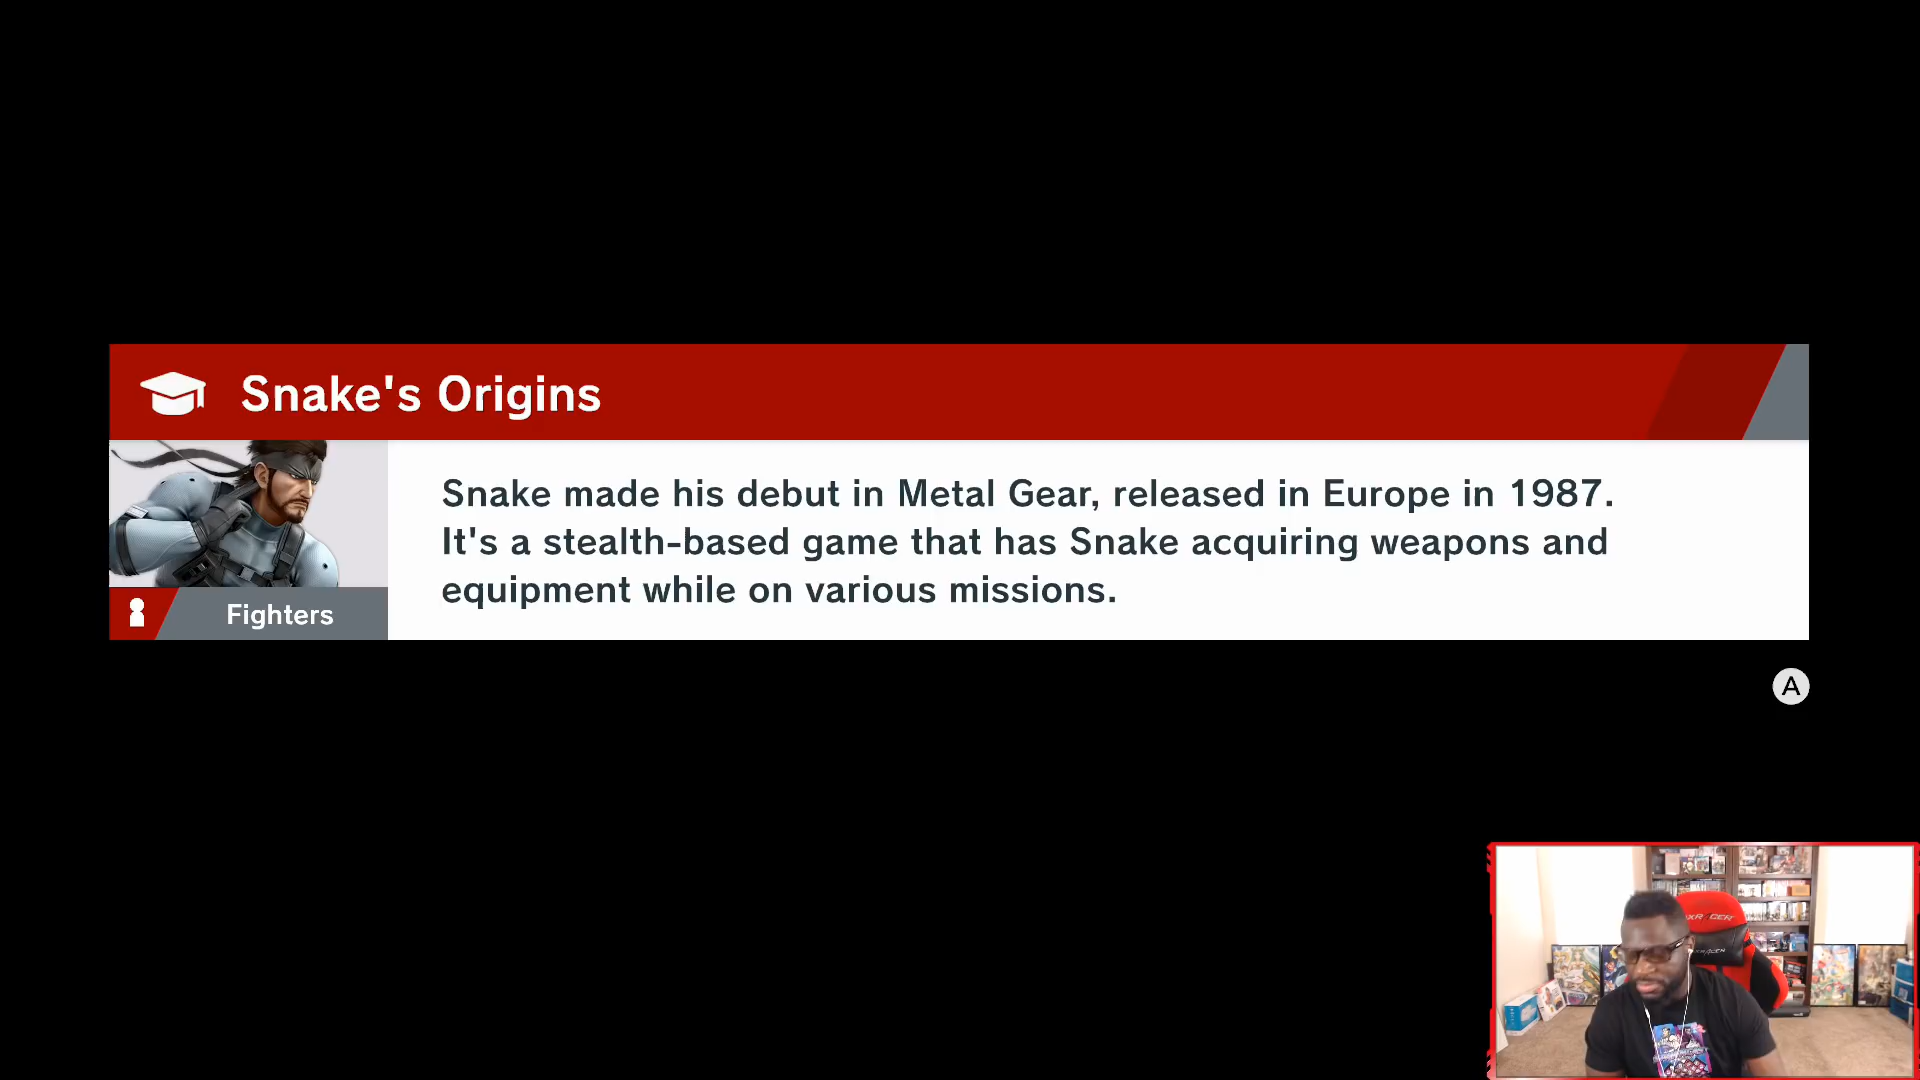 Snake's Origins
Snake made his debut in Metal Gear, released in Europe in 1987.
It's a stealth-based game that has Snake acquiring weapons and
equipment while on various missions.
Fighters
A